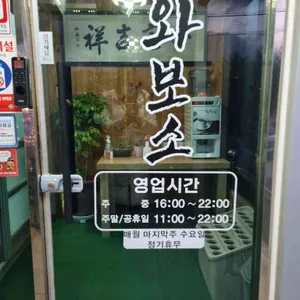 와보소
영업시간
주 중 16:00~22:00
주말/공휴일 11:00~22:00
매월 마지막주 수요일
정기휴무
吉祥